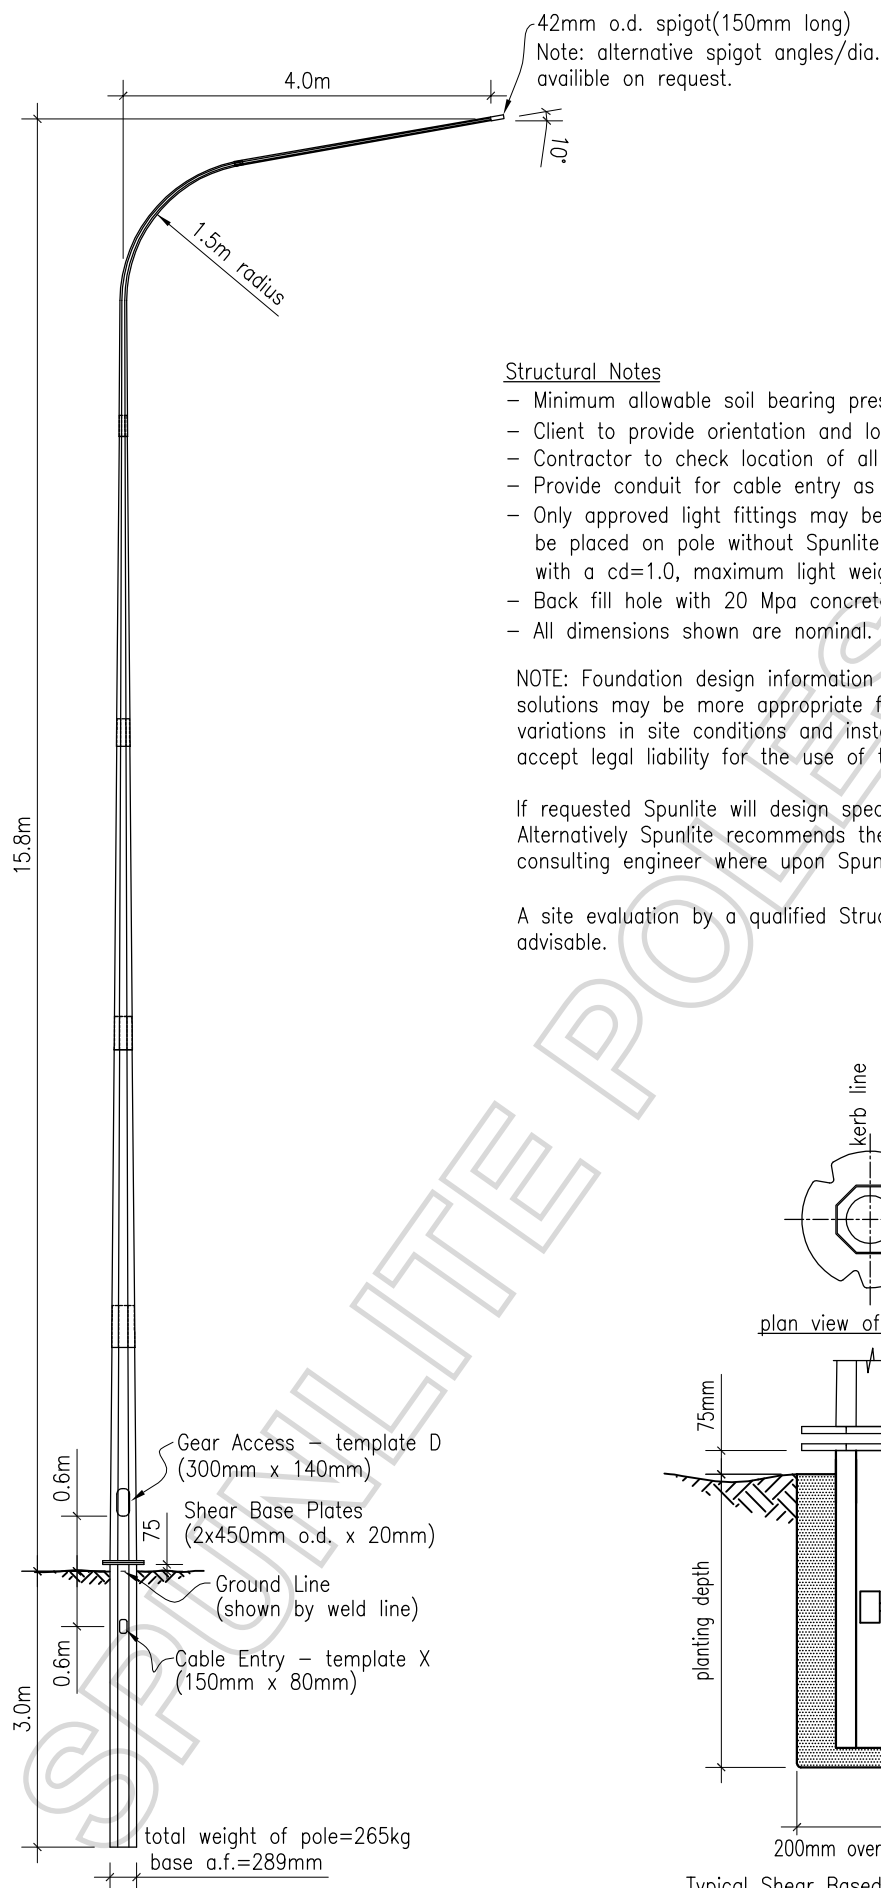 42mm o.d. spigot(150mm long)
Note: alternative spigot angles/dia.
availible on request.
4.0m
10°
1.5m radius
Structural Notes
– Minimum allowable soil bearing pres
– Client to provide orientation and lo
– Contractor to check location of all
– Provide conduit for cable entry as
– Only approved light fittings may be
be placed on pole without Spunlite
with a cd=1.0, maximum light weig
– Back fill hole with 20 Mpa concrete
– All dimensions shown are nominal.
NOTE: Foundation design information
solutions may be more appropriate f
variations in site conditions and inst
accept legal liability for the use of t
15.8m
If requested Spunlite will design spec
Alternatively Spunlite recommends the
consulting engineer where upon Spun
A site evaluation by a qualified Struc
advisable.
SPUNLITE POLES
kerb line
plan view of
75mm
Gear Access – template D
(300mm x 140mm)
0.6m
Shear Base Plates
(2x450mm o.d. x 20mm)
75
Ground Line
(shown by weld line)
planting depth
0.6m
Cable Entry – template X
(150mm x 80mm)
3.0m
total weight of pole=265kg
base a.f.=289mm
200mm over
Typical Shear Based